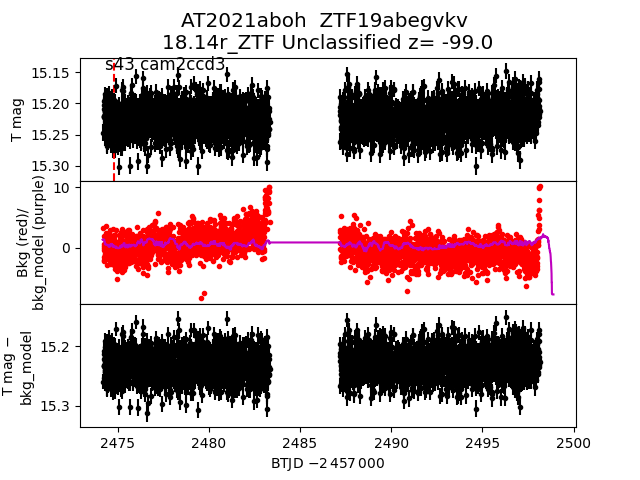 AT2021aboh  ZTF19abegvkv
18.14r_ZTF Unclassified z= -99.0
s43 cam2ccd3
T mag
15.15
15.20
15.25
15.30
Bkg (red)/
bkg_model (purple)
10
0
T mag −
bkg_model
15.2
15.3
2475
2480
2485
2490
2495
2500
BTJD −2 457 000